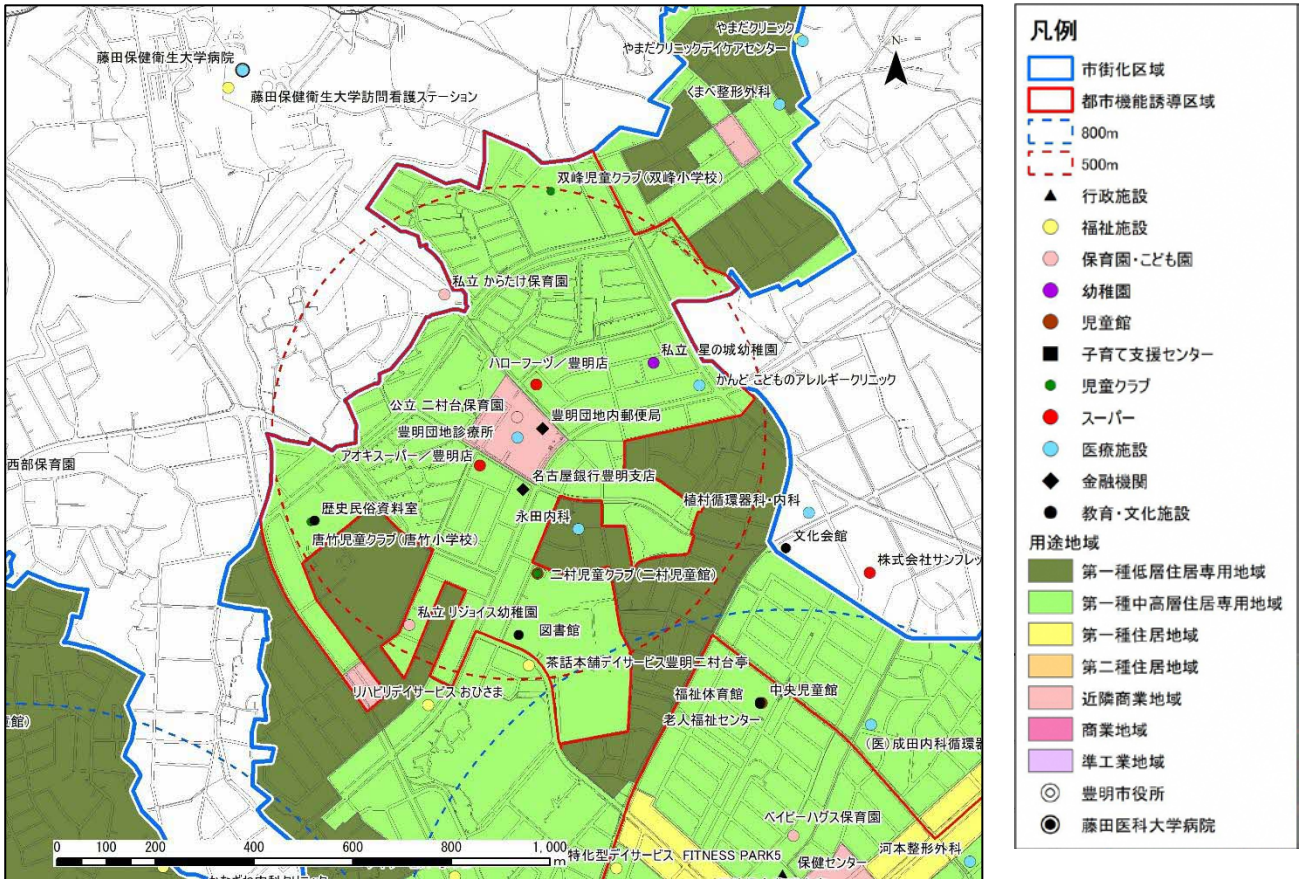 やまだクリニック
やまだクリニックデイケアセンター
藤田保健衛生大学病院
藤田保健衛生大学訪問看護ステーション
くまべ整形外科
N
双峰児童クラブ(双峰小学校)
私立 からたけ保育園
私立 星の城幼稚園
ハローフーヅ/豊明店
かんど こどものアレルギークリニック
公立 二村台保育園
豊明団地内郵便局
豊明団地診療所
アオキスーパー/豊明店
西部保育園
名古屋銀行豊明支店
植村循環器科・内科
歴史民俗資料室
永田内科
文化会館
唐竹児童クラブ(唐竹小学校)
株式会社サンフレッ
二村児童クラブ(二村児童館)
私立 リジョイス幼稚園
図書館
茶話本舗デイサービス豊明二村台亭
リハビリデイサービス おひさま
福祉体育館
中央児童館
老人福祉センター
館)
(医)成田内科循環器
ベイビーハグス保育園
河本整形外科
特化型デイサービス FITNESS PARK5
保健センター
0 100 200 400 600 800 1,000 m
凡例
市街化区域
都市機能誘導区域
800m
500m
行政施設
福祉施設
保育園・こども園
幼稚園
児童館
子育て支援センター
児童クラブ
スーパー
医療施設
金融機関
教育・文化施設
用途地域
第一種低層住居専用地域
第一種中高層住居専用地域
第一種住居地域
第二種住居地域
近隣商業地域
商業地域
準工業地域
豊明市役所
藤田医科大学病院